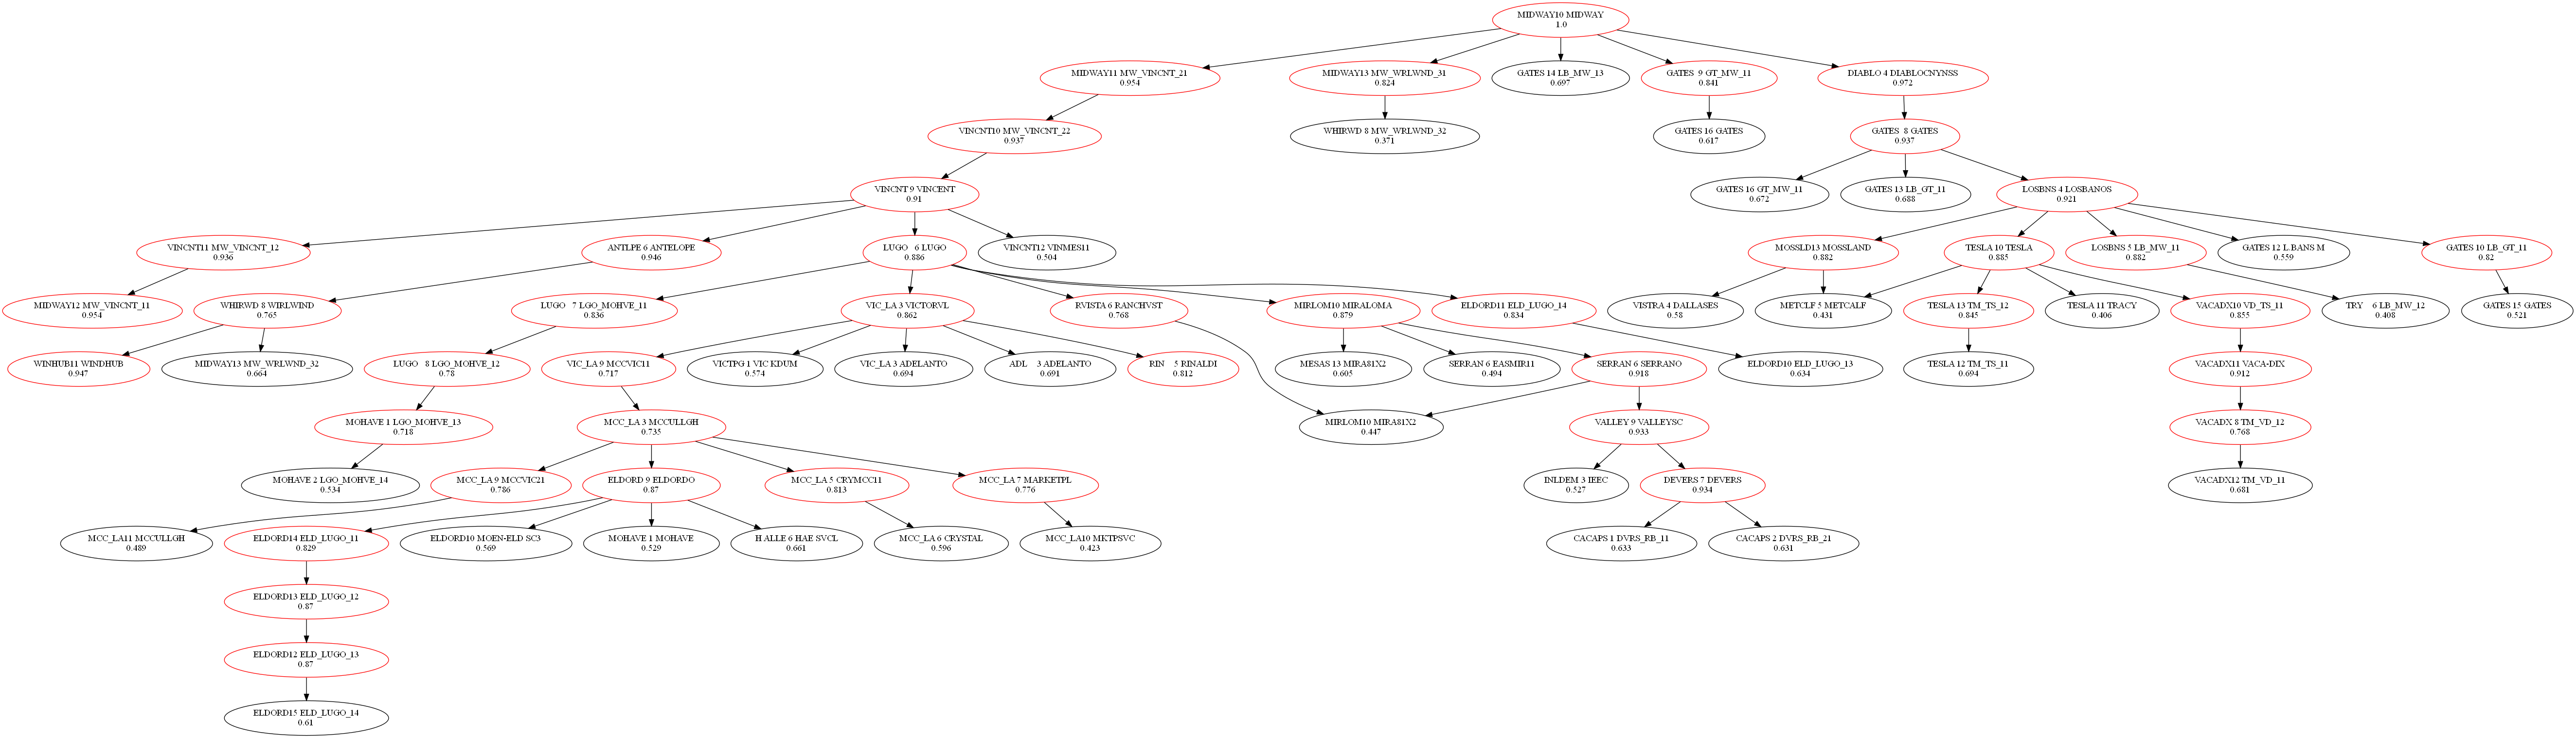 MIDWAY10 MIDWAY
1.0
MIDWAY11 MW_VINCNT_21
0.954
MIDWAY13 MW_WRLWND_31
0.824
GATES 14 LB_MW_13
0.697
GATES  9 GT_MW_11
0.841
DIABLO 4 DIABLOCNYNSS
0.972
VINCNT10 MW_VINCNT_22
0.937
WHIRWD 8 MW_WRLWND_32
0.371
GATES 16 GATES
0.617
GATES  8 GATES
0.937
VINCNT 9 VINCENT
0.91
GATES 16 GT_MW_11
0.672
GATES 13 LB_GT_11
0.688
LOSBNS 4 LOSBANOS
0.921
VINCNT11 MW_VINCNT_12
0.936
ANTLPE 6 ANTELOPE
0.946
LUGO   6 LUGO
0.886
VINCNT12 VINMES11
0.504
MOSSLD13 MOSSLAND
0.882
TESLA 10 TESLA
0.885
LOSBNS 5 LB_MW_11
0.882
GATES 12 L.BANS M
0.559
GATES 10 LB_GT_11
0.82
MIDWAY12 MW_VINCNT_11
0.954
WHIRWD 8 WIRLWIND
0.765
LUGO   7 LGO_MOHVE_11
0.836
VIC_LA 3 VICTORVL
0.862
RVISTA 6 RANCHVST
0.768
MIRLOM10 MIRALOMA
0.879
ELDORD11 ELD_LUGO_14
0.834
VISTRA 4 DALLASES
0.58
METCLF 5 METCALF
0.431
TESLA 13 TM_TS_12
0.845
TESLA 11 TRACY
0.406
VACADX10 VD_TS_11
0.855
TRY    6 LB_MW_12
0.408
GATES 15 GATES
0.521
WINHUB11 WINDHUB
0.947
MIDWAY13 MW_WRLWND_32
0.664
LUGO   8 LGO_MOHVE_12
0.78
VIC_LA 9 MCCVIC11
0.717
VICTPG 1 VIC KDUM
0.574
VIC_LA 3 ADELANTO
0.694
ADL    3 ADELANTO
0.691
RIN    5 RINALDI
0.812
MESAS 13 MIRA81X2
0.605
SERRAN 6 EASMIR11
0.494
SERRAN 6 SERRANO
0.918
ELDORD10 ELD_LUGO_13
0.634
TESLA 12 TM_TS_11
0.694
VACADX11 VACA-DIX
0.912
MOHAVE 1 LGO_MOHVE_13
0.718
MCC_LA 3 MCCULLGH
0.735
MIRLOM10 MIRA81X2
0.447
VALLEY 9 VALLEYSC
0.933
VACADX 8 TM_VD_12
0.768
MOHAVE 2 LGO_MOHVE_14
0.534
MCC_LA 9 MCCVIC21
0.786
ELDORD 9 ELDORDO
0.87
MCC_LA 5 CRYMCC11
0.813
MCC_LA 7 MARKETPL
0.776
INLDEM 3 IEEC
0.527
DEVERS 7 DEVERS
0.934
VACADX12 TM_VD_11
0.681
MCC_LA11 MCCULLGH
0.489
ELDORD14 ELD_LUGO_11
0.829
ELDORD10 MOEN-ELD SC3
0.569
MOHAVE 1 MOHAVE
0.529
H ALLE 6 HAE SVCL
0.661
MCC_LA 6 CRYSTAL
0.596
MCC_LA10 MKTPSVC
0.423
CACAPS 1 DVRS_RB_11
0.633
CACAPS 2 DVRS_RB_21
0.631
ELDORD13 ELD_LUGO_12
0.87
ELDORD12 ELD_LUGO_13
0.87
ELDORD15 ELD_LUGO_14
0.61